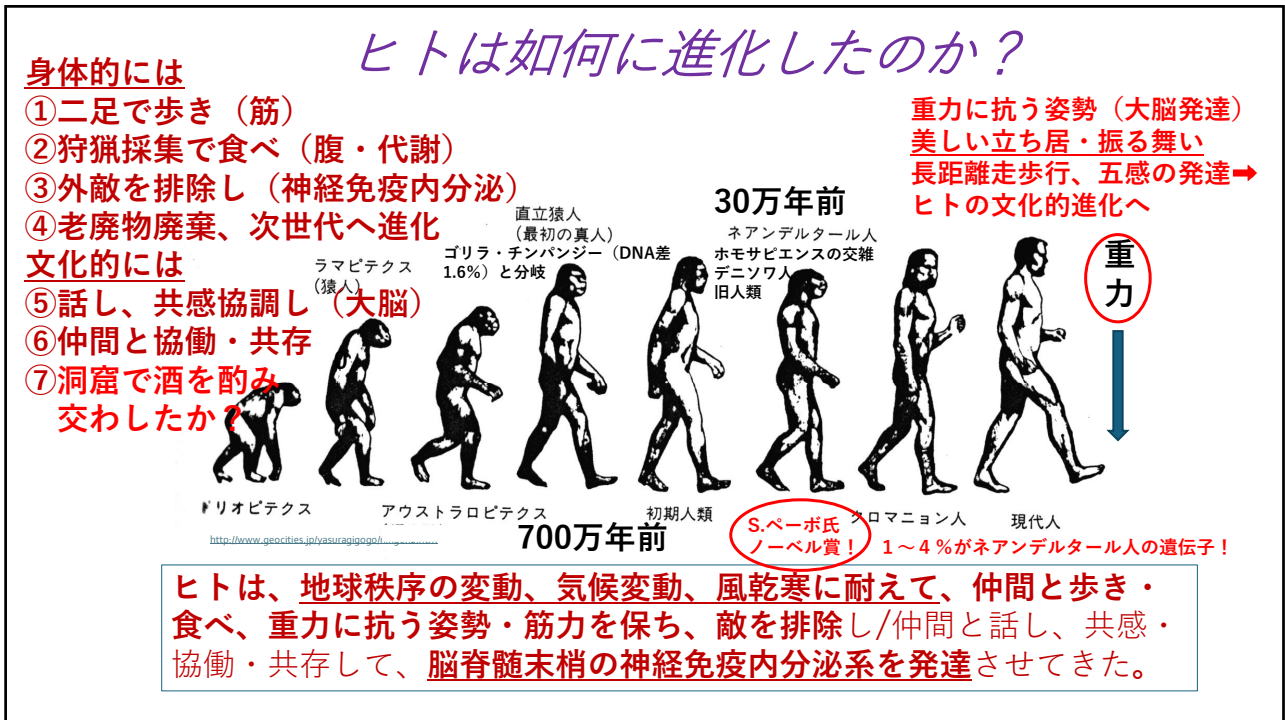 ヒトは如何に進化したのか？
身体的には
①二足で歩き（筋）
②狩猟採集で食べ（腹・代謝）
③外敵を排除し（神経免疫内分泌）
④老廃物廃棄、次世代へ進化
文化的には
⑤話し、共感協調し（大脳）
⑥仲間と協働・共存
⑦洞窟で酒を酌み
交わしたか？
重力に抗う姿勢（大脳発達）
美しい立ち居・振る舞い
長距離走歩行、五感の発達➡
ヒトの文化的進化へ
重
力
ラマピテクス
（猿人）
直立猿人
（最初の真人）
ゴリラ・チンパンジー（DNA差
1.6%）と分岐
30万年前
ネアンデルタール人
ホモサピエンスの交雑
デニソワ人
旧人類
ドリオピテクス
アウストラロピテクス
初期人類
クロマニョン人
現代人
http://www.geocities.jp/yasuragigogo/
700万年前
S.ペーボ氏
ノーベル賞！
1～4％がネアンデルタール人の遺伝子！
ヒトは、地球秩序の変動、気候変動、風乾寒に耐えて、仲間と歩き・
食べ、重力に抗う姿勢・筋力を保ち、敵を排除し/仲間と話し、共感・
協働・共存して、脳脊髄末梢の神経免疫内分泌系を発達させてきた。